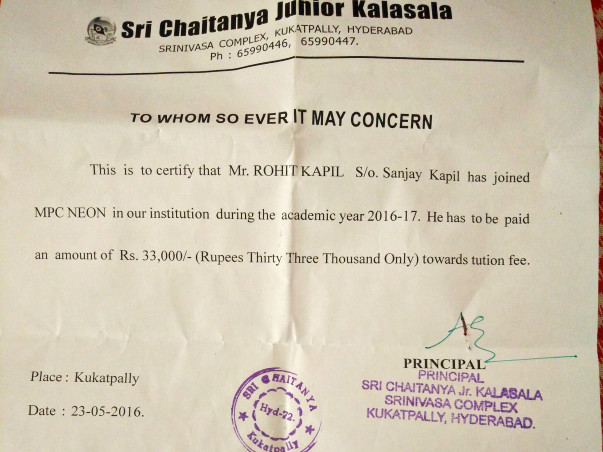 Sri Chaitanya Junior Kalasala
SRINIVASA COMPLEX, KUKATPALLY, HYDERABAD
Ph : 65990446, 65990447.
TO WHOM SO EVER IT MAY CONCERN
This is to certify that Mr. ROHIT KAPIL S/o. Sanjay Kapil has joined
MPC NEON in our institution during the academic year 2016-17. He has to be paid
an amount of Rs. 33,000/- (Rupees Thirty Three Thousand Only) towards tution fee.
PRINCIPAL
PRINCIPAL
SRI CHAITANYA Jr. KALASALA
SRINIVASA COMPLEX
KUKATPALLY, HYDERABAD.
Place : Kukatpally
Date : 23-05-2016.
SRI CHAITANYA
Hyd-72.
Kukatpally